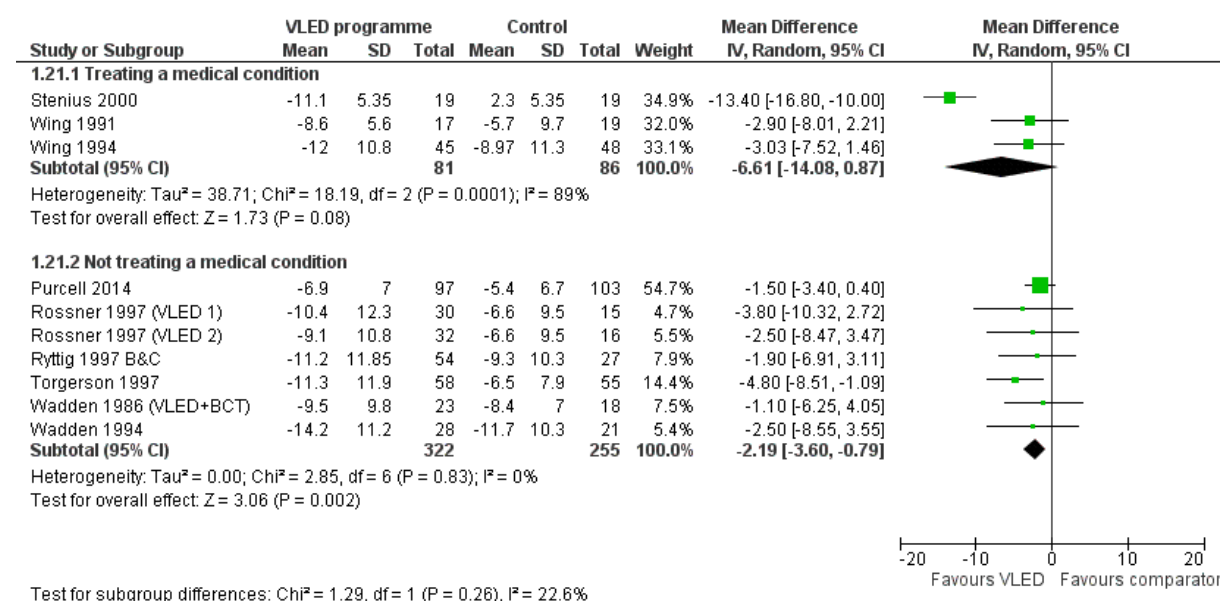 VLED programme Control Mean Difference Mean Difference
Study or Subgroup Mean SD Total Mean SD Total Weight IV, Random, 95% CI IV, Random, 95% CI
1.21.1 Treating a medical condition
Stenius 2000 -11.1 5.35 19 2.3 5.35 19 34.9% -13.40 [-16.80, -10.00]
Wing 1991 -8.6 5.6 17 -5.7 9.7 19 32.0% -2.90 [-8.01, 2.21]
Wing 1994 -12 10.8 45 -8.97 11.3 48 33.1% -3.03 [-7.52, 1.46]
Subtotal (95% CI) 81 86 100.0% -6.61 [-14.08, 0.87]
Heterogeneity: Tau² = 38.71; Chi² = 18.19, df = 2 (P = 0.0001); I² = 89%
Test for overall effect: Z = 1.73 (P = 0.08)
1.21.2 Not treating a medical condition
Purcell 2014 -6.9 7 97 -5.4 6.7 103 54.7% -1.50 [-3.40, 0.40]
Rossner 1997 (VLED 1) -10.4 12.3 30 -6.6 9.5 15 4.7% -3.80 [-10.32, 2.72]
Rossner 1997 (VLED 2) -9.1 10.8 32 -6.6 9.5 16 5.5% -2.50 [-8.47, 3.47]
Ryttig 1997 B&C -11.2 11.85 54 -9.3 10.3 27 7.9% -1.90 [-6.91, 3.11]
Torgerson 1997 -11.3 11.9 58 -6.5 7.9 55 14.4% -4.80 [-8.51, -1.09]
Wadden 1986 (VLED+BCT) -9.5 9.8 23 -8.4 7 18 7.5% -1.10 [-6.25, 4.05]
Wadden 1994 -14.2 11.2 28 -11.7 10.3 21 5.4% -2.50 [-8.55, 3.55]
Subtotal (95% CI) 322 255 100.0% -2.19 [-3.60, -0.79]
Heterogeneity: Tau² = 0.00; Chi² = 2.85, df = 6 (P = 0.83); I² = 0%
Test for overall effect: Z = 3.06 (P = 0.002)
-20 -10 0 10 20
Favours VLED Favours comparator
Test for subgroup differences: Chi² = 1.29, df = 1 (P = 0.26), I² = 22.6%